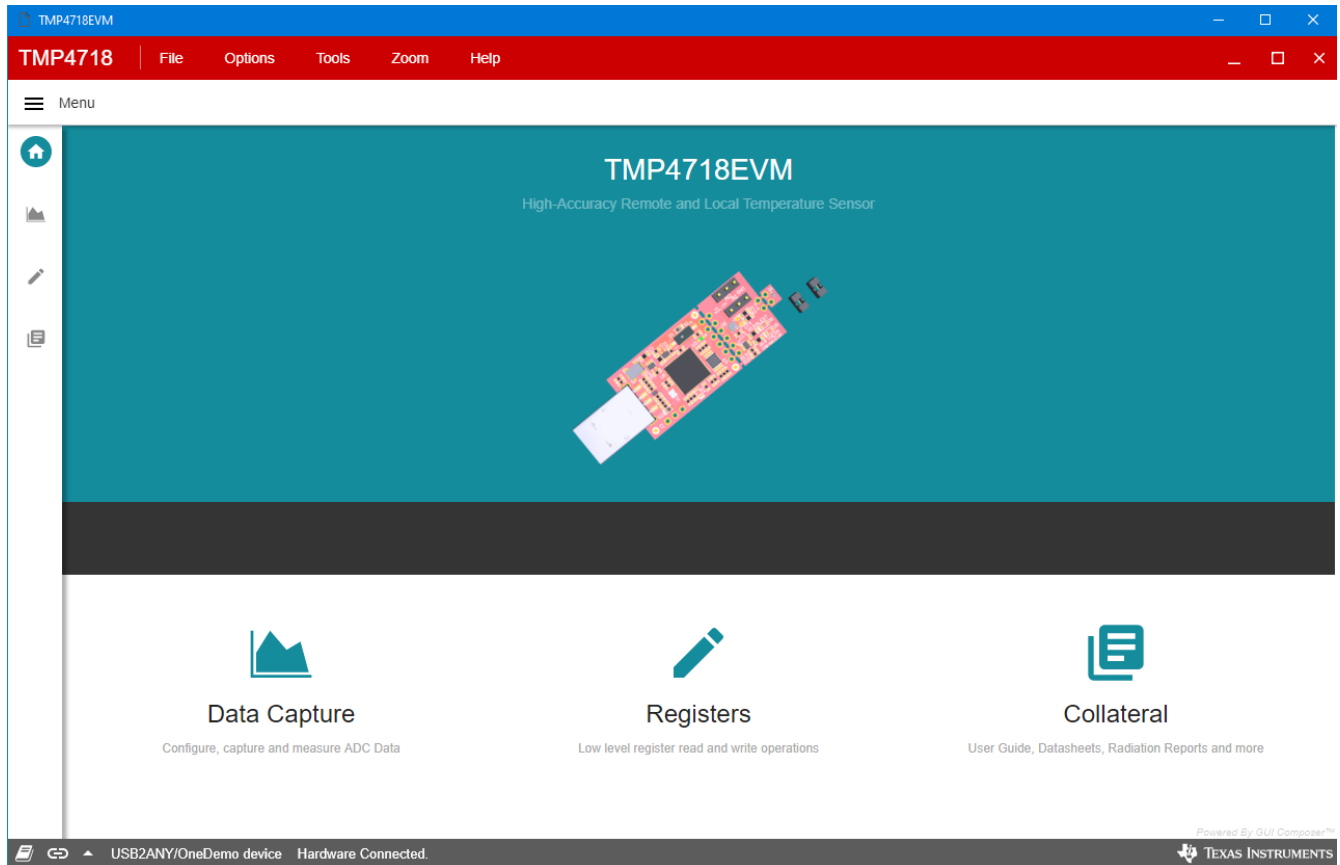 TMP4718EVM
TMP4718 File Options Tools Zoom Help
Menu
TMP4718EVM
High-Accuracy Remote and Local Temperature Sensor
Data Capture
Configure, capture and measure ADC Data
Registers
Low level register read and write operations
Collateral
User Guide, Datasheets, Radiation Reports and more
Powered By GUI Composer™
USB2ANY/OneDemo device Hardware Connected.
TEXAS INSTRUMENTS